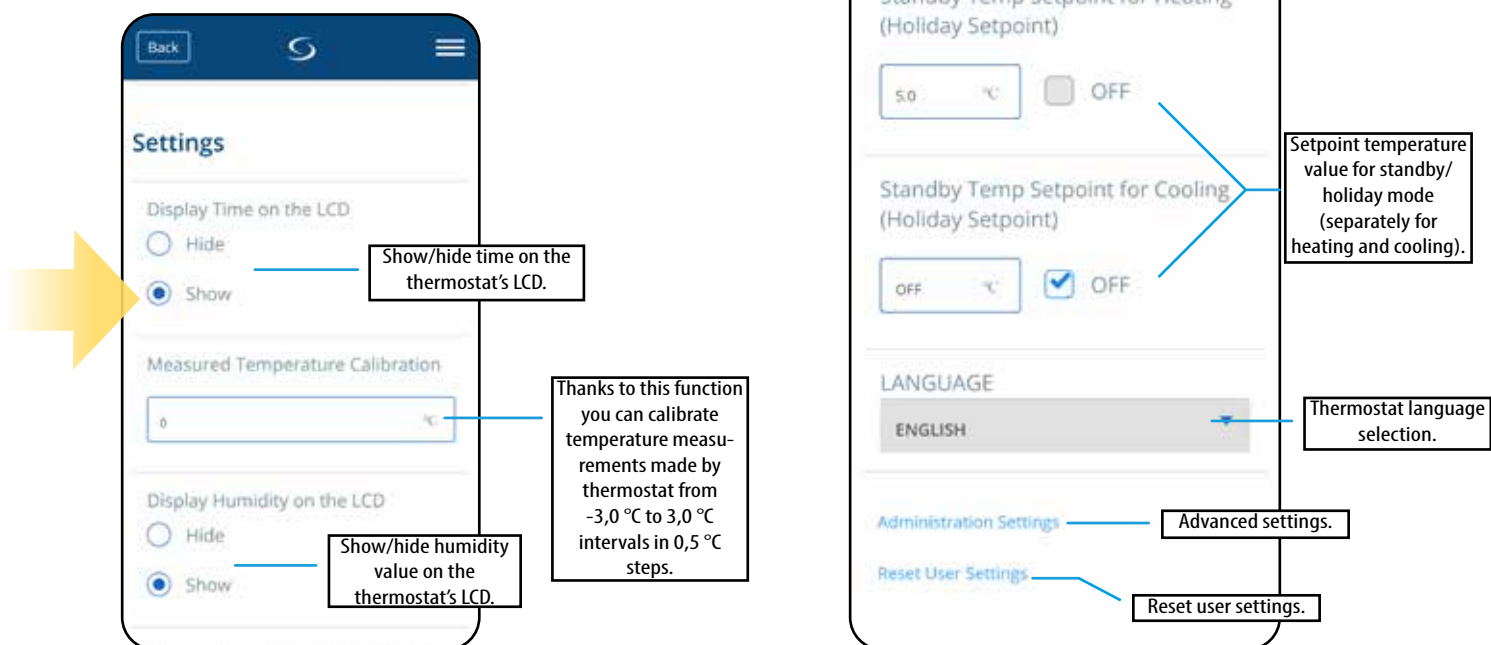 Back
Settings
Display Time on the LCD
Hide
Show
Show/hide time on the
thermostat's LCD.
Measured Temperature Calibration
0 °C
Thanks to this function
you can calibrate
temperature measu-
rements made by
thermostat from
-3,0 °C to 3,0 °C
intervals in 0,5 °C
steps.
Display Humidity on the LCD
Hide
Show
Show/hide humidity
value on the
thermostat's LCD.
Standby Temp Setpoint for Heating
(Holiday Setpoint)
5.0 °C OFF
Standby Temp Setpoint for Cooling
(Holiday Setpoint)
OFF °C OFF
Setpoint temperature
value for standby/
holiday mode
(separately for
heating and cooling).
LANGUAGE
ENGLISH
Thermostat language
selection.
Administration Settings
Advanced settings.
Reset User Settings
Reset user settings.